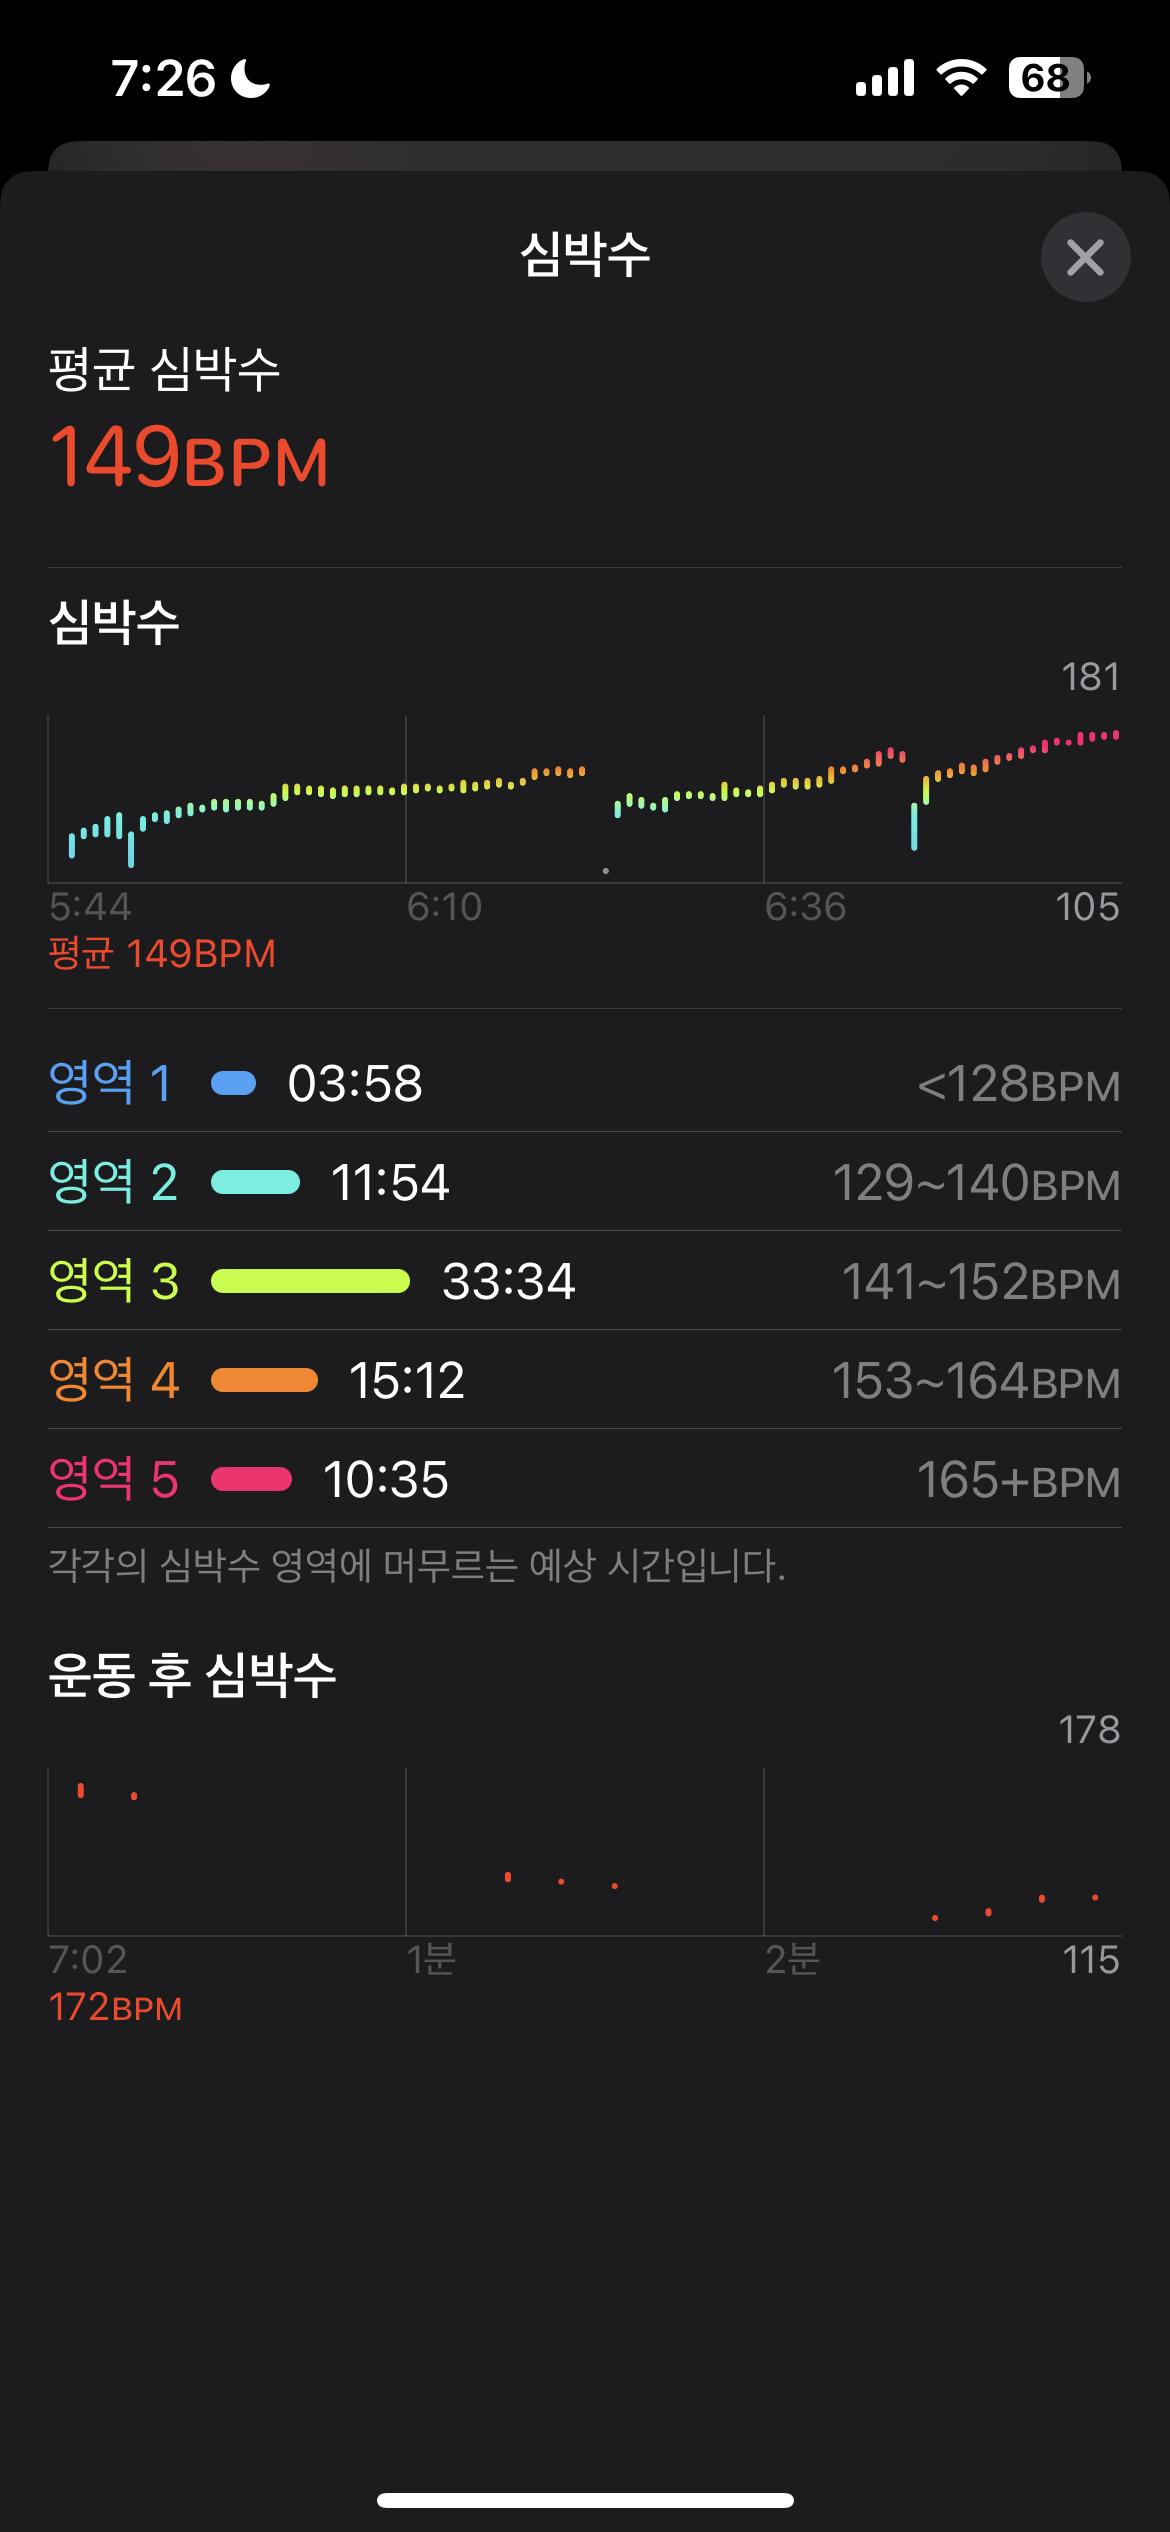 7:26
68
심박수
평균 심박수
149BPM
심박수
181
5:44 6:10 6:36 105
평균 149BPM
영역 1 03:58 <128BPM
영역 2 11:54 129~140BPM
영역 3 33:34 141~152BPM
영역 4 15:12 153~164BPM
영역 5 10:35 165+BPM
각각의 심박수 영역에 머무르는 예상 시간입니다.
운동 후 심박수
178
7:02 1분 2분 115
172BPM